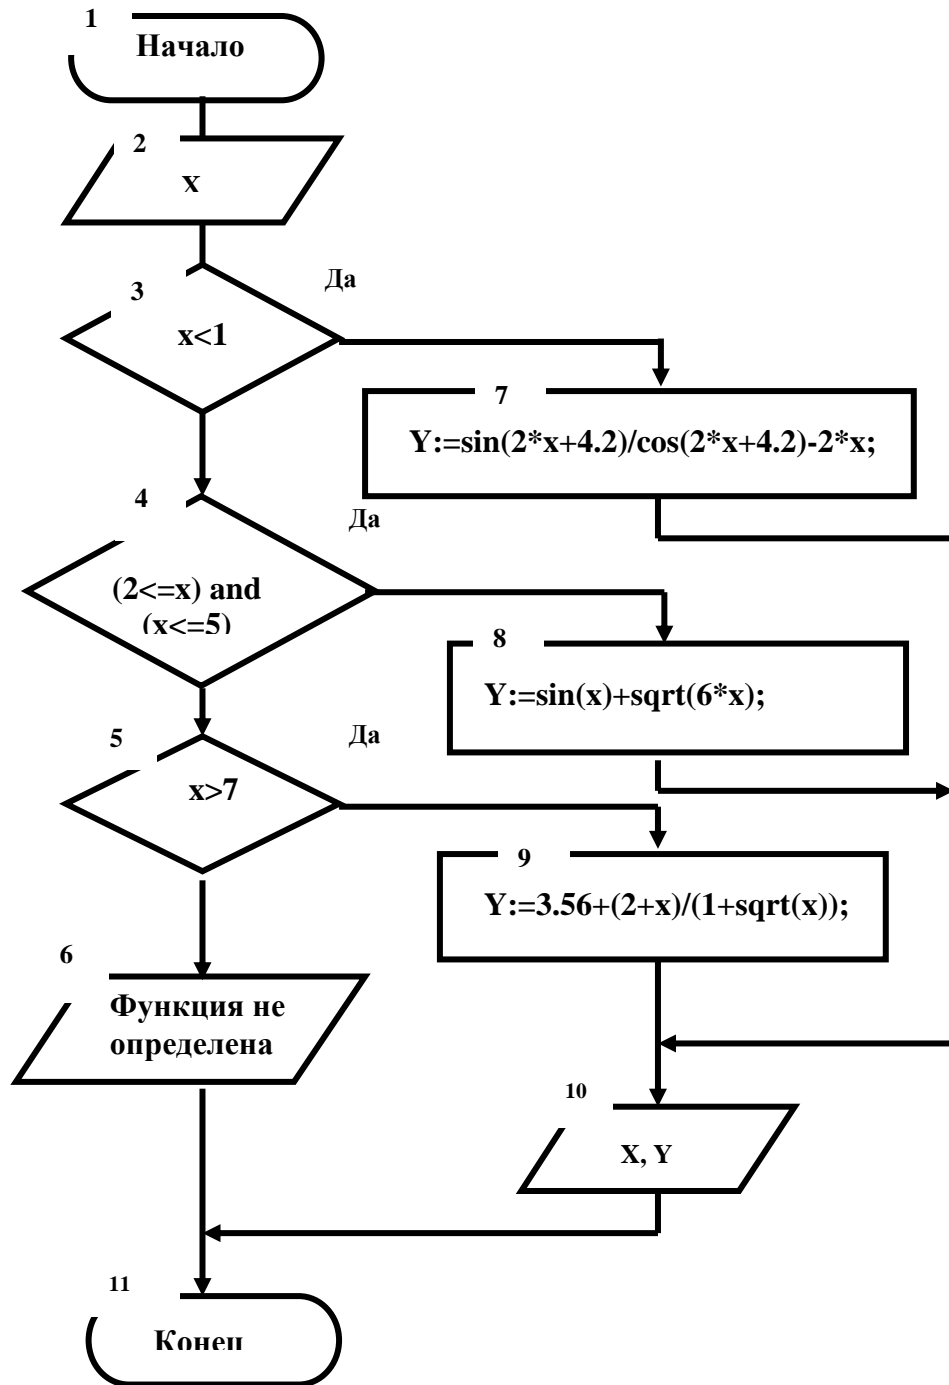 1
Начало
2
X
3
Да
x<1
7
Y:=sin(2*x+4.2)/cos(2*x+4.2)-2*x;
4
Да
(2<=x) and
(x<=5)
8
Y:=sin(x)+sqrt(6*x);
5
Да
x>7
9
Y:=3.56+(2+x)/(1+sqrt(x));
6
Функция не
определена
10
X, Y
11
Конец